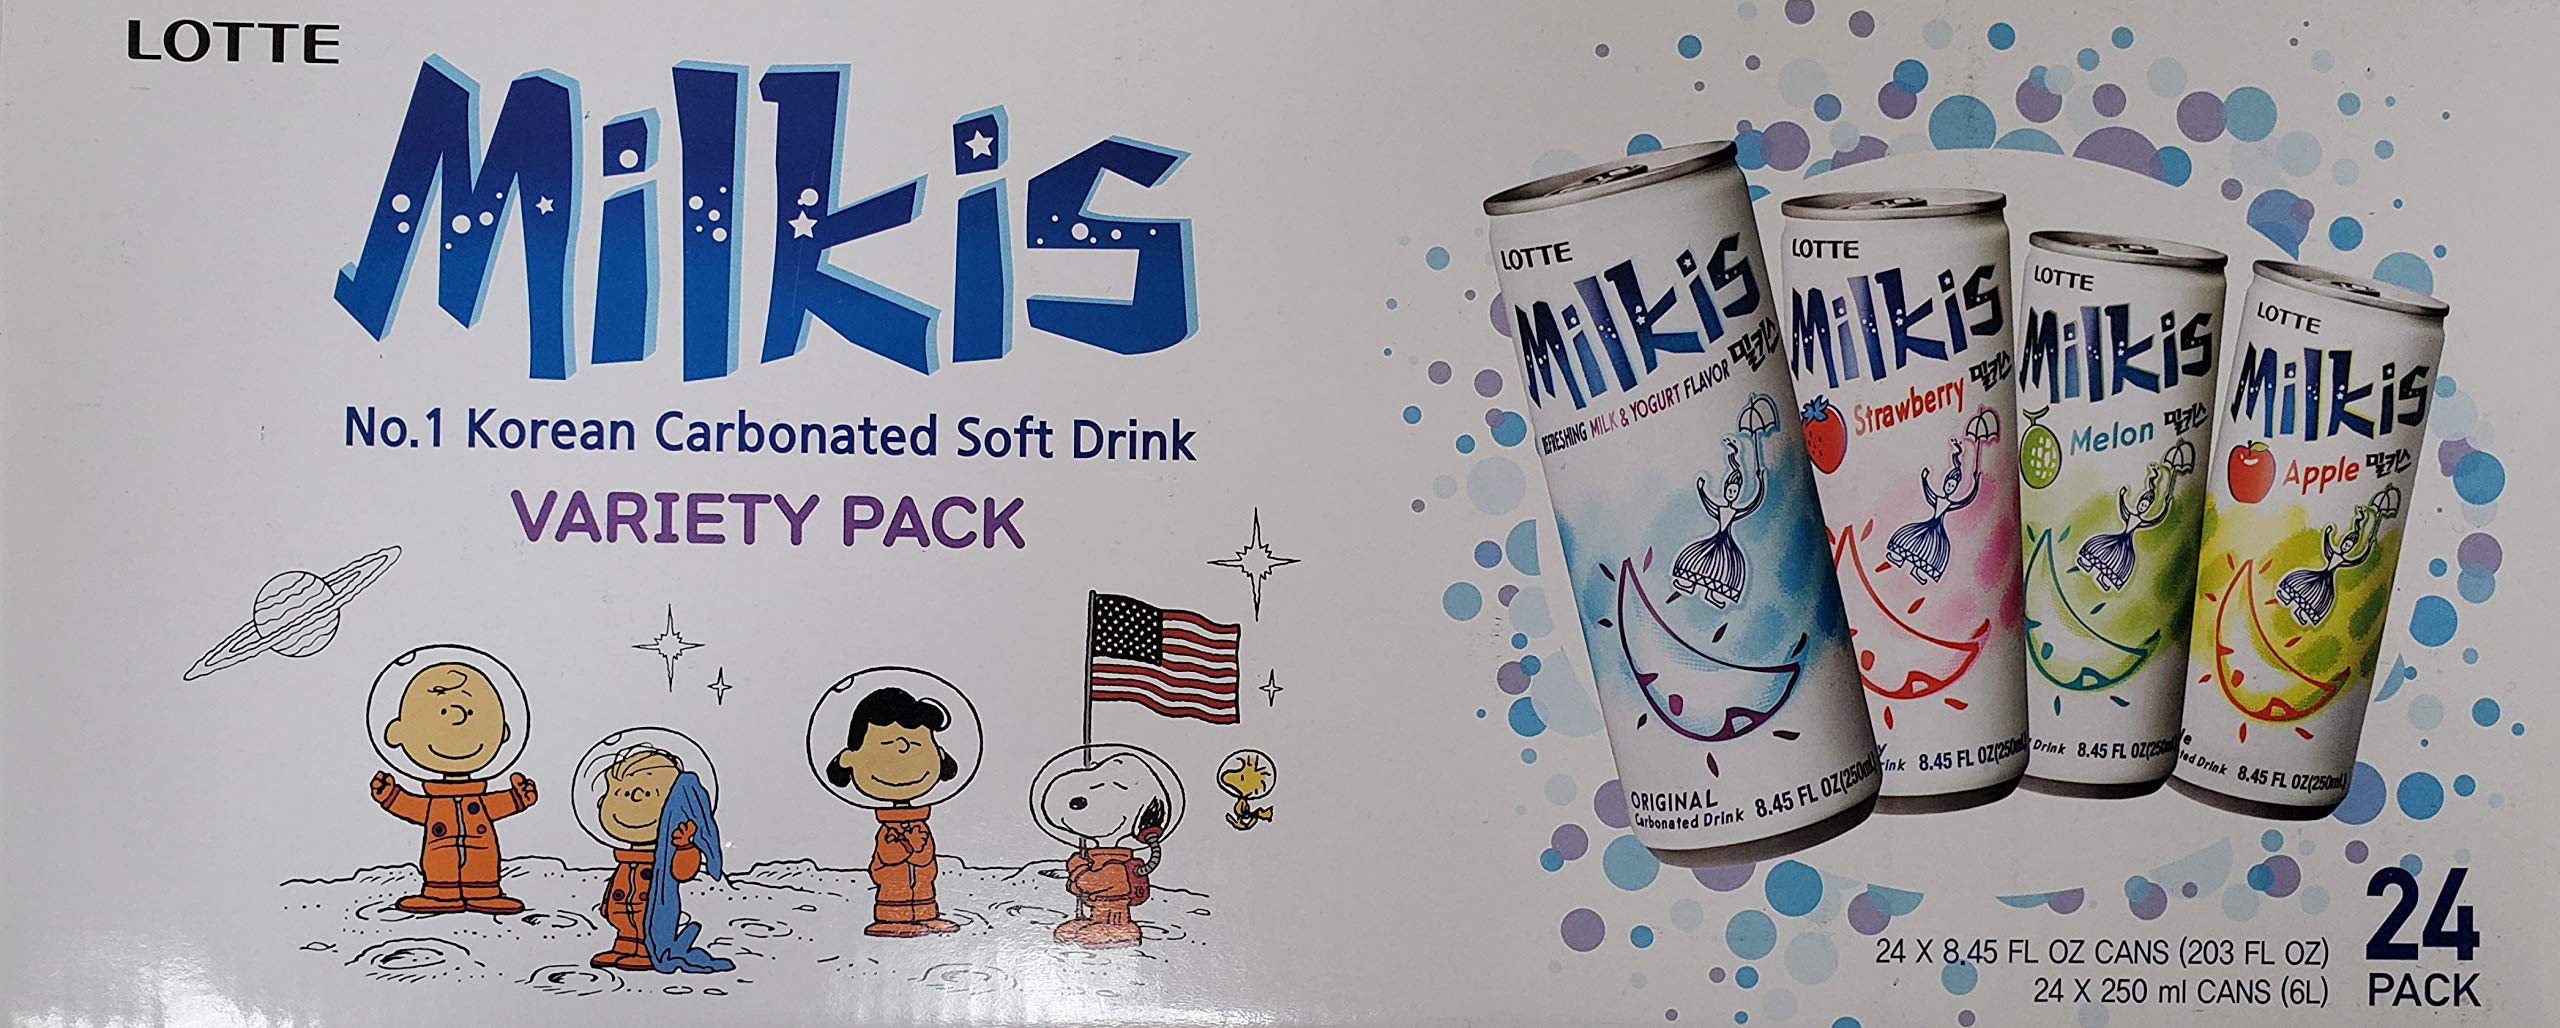 LOTTE
Milkis
No.1 Korean Carbonated Soft Drink
VARIETY PACK
LOTTE
Milkis
밀키스
REFRESHING MILK & YOGURT FLAVOR
ORIGINAL
Carbonated Drink 8.45 FL OZ(250mL)
LOTTE
Milkis
밀키스
Strawberry
8.45 FL OZ(250mL)
LOTTE
Milkis
밀키스
Melon
Drink 8.45 FL OZ(250mL)
LOTTE
Milkis
밀키스
Apple
Drink 8.45 FL OZ(250mL)
24 X 8.45 FL OZ CANS (203 FL OZ)
24 X 250 ml CANS (6L)
24
PACK